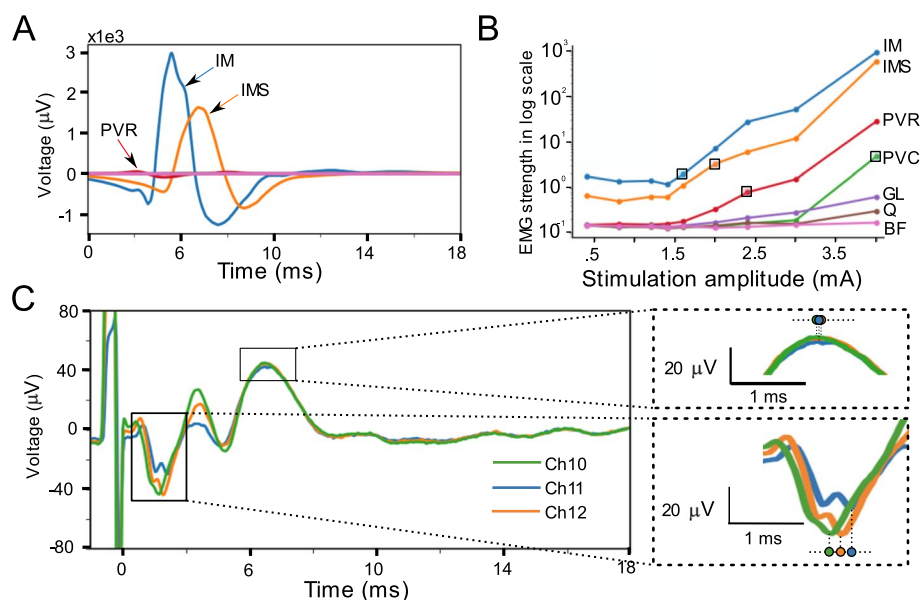 A
x1e3
Voltage (µV)
3
2
1
0
-1
IM
IMS
PVR
0
6
10
14
18
Time (ms)
B
EMG strength in log scale
10³
10²
10¹
10⁰
10⁻¹
IM
IMS
PVR
PVC
GL
Q
BF
.5
1.5
2.5
3.5
Stimulation amplitude (mA)
C
Voltage (µV)
80
40
0
-40
-80
Ch10
Ch11
Ch12
0
6
10
14
18
Time (ms)
20 µV
1 ms
20 µV
1 ms